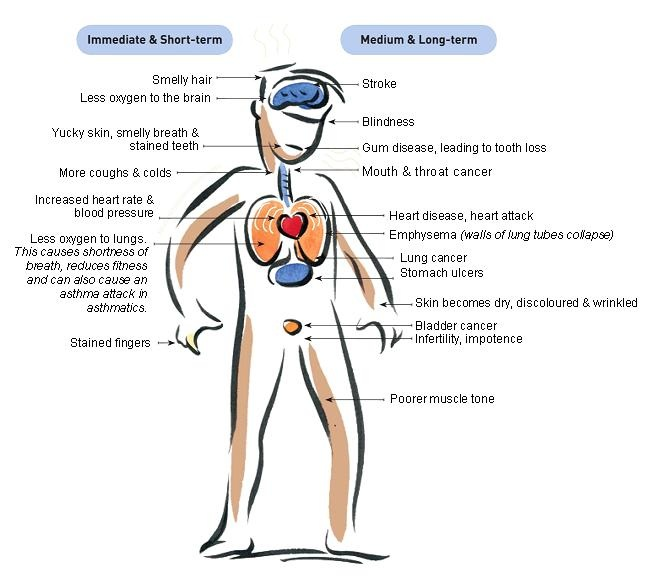 Immediate & Short-term
Smelly hair
Less oxygen to the brain
Yucky skin, smelly breath &
stained teeth
More coughs & colds
Increased heart rate &
blood pressure
Less oxygen to lungs.
This causes shortness of
breath, reduces fitness
and can also cause an
asthma attack in
asthmatics.
Stained fingers
Medium & Long-term
Stroke
Blindness
Gum disease, leading to tooth loss
Mouth & throat cancer
Heart disease, heart attack
Emphysema (walls of lung tubes collapse)
Lung cancer
Stomach ulcers
Skin becomes dry, discoloured & wrinkled
Bladder cancer
Infertility, impotence
Poorer muscle tone